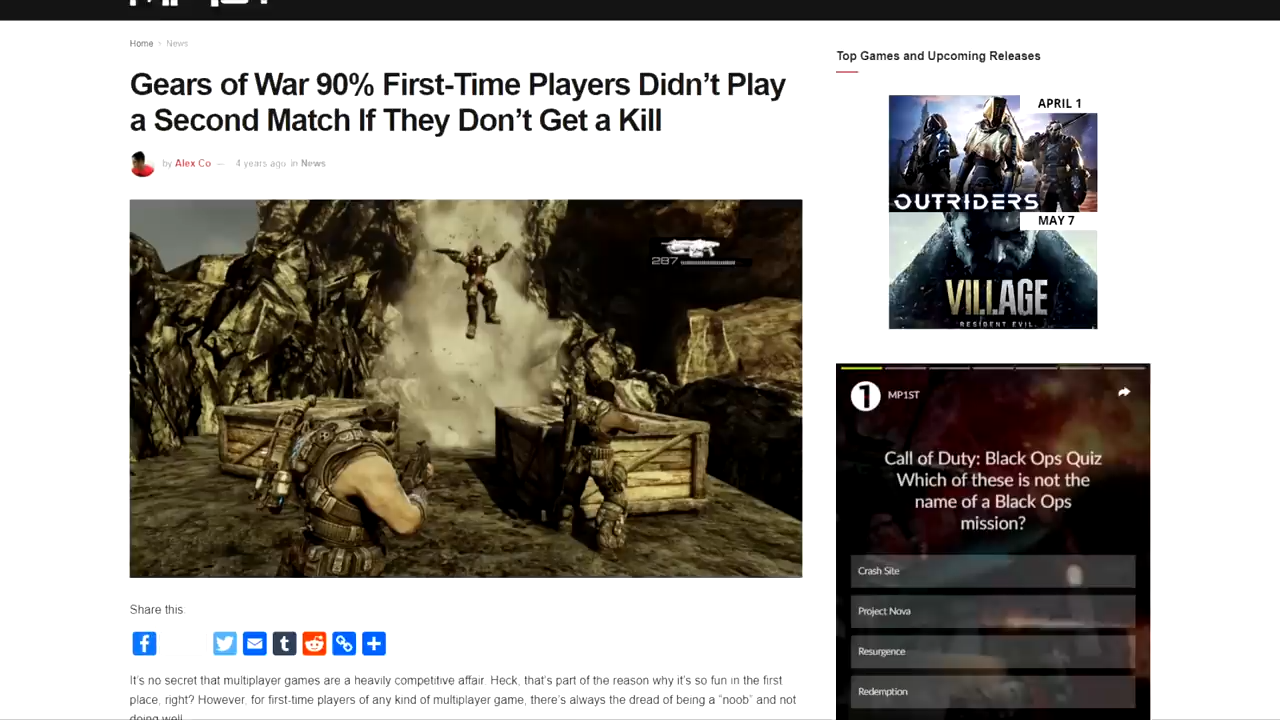 Home > News
Gears of War 90% First-Time Players Didn't Play
a Second Match If They Don't Get a Kill
by Alex Co — 4 years ago in News
287
Share this:
It's no secret that multiplayer games are a heavily competitive affair. Heck, that's part of the reason why it's so fun in the first
place, right? However, for first-time players of any kind of multiplayer game, there's always the dread of being a "noob" and not
doing well
Top Games and Upcoming Releases
APRIL 1
OUTRIDERS
MAY 7
VILLAGE
RESIDENT EVIL
1 MP1ST
Call of Duty: Black Ops Quiz
Which of these is not the
name of a Black Ops
mission?
Crash Site
Project Nova
Resurgence
Redemption